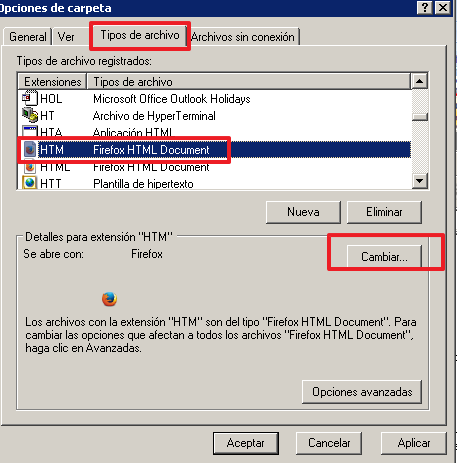 Opciones de carpeta
General Ver Tipos de archivo Archivos sin conexión
Tipos de archivo registrados:
Extensiones Tipos de archivo
HOL Microsoft Office Outlook Holidays
HT Archivo de HyperTerminal
HTA Aplicación HTML
HTM Firefox HTML Document
HTML Firefox HTML Document
HTT Plantilla de hipertexto
Nueva Eliminar
Detalles para extensión "HTM"
Se abre con: Firefox Cambiar...
Los archivos con la extensión "HTM" son del tipo "Firefox HTML Document". Para
cambiar las opciones que afectan a todos los archivos "Firefox HTML Document",
haga clic en Avanzadas.
Opciones avanzadas
Aceptar Cancelar Aplicar